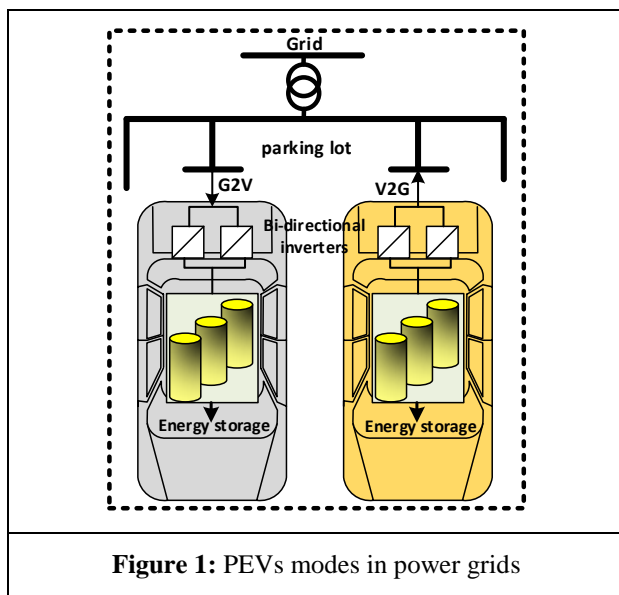 Grid
parking lot
G2V
V2G
Bi-directional
inverters
Energy storage
Energy storage
Figure 1: PEVs modes in power grids